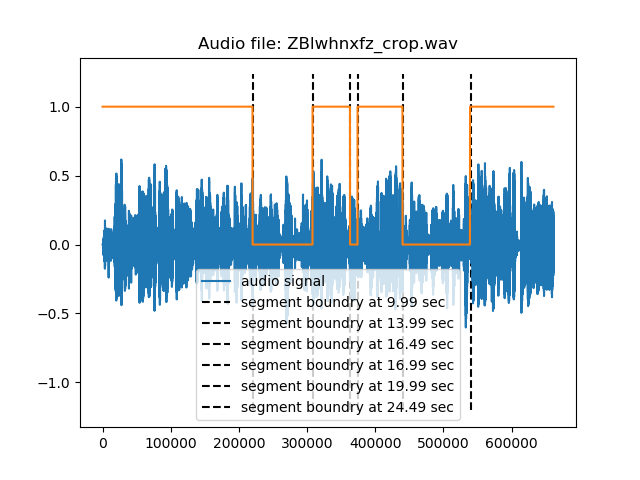 Audio file: ZBlwhnxfz_crop.wav
1.0
0.5
0.0
−0.5
−1.0
audio signal
segment boundry at 9.99 sec
segment boundry at 13.99 sec
segment boundry at 16.49 sec
segment boundry at 16.99 sec
segment boundry at 19.99 sec
segment boundry at 24.49 sec
0 100000 200000 300000 400000 500000 600000